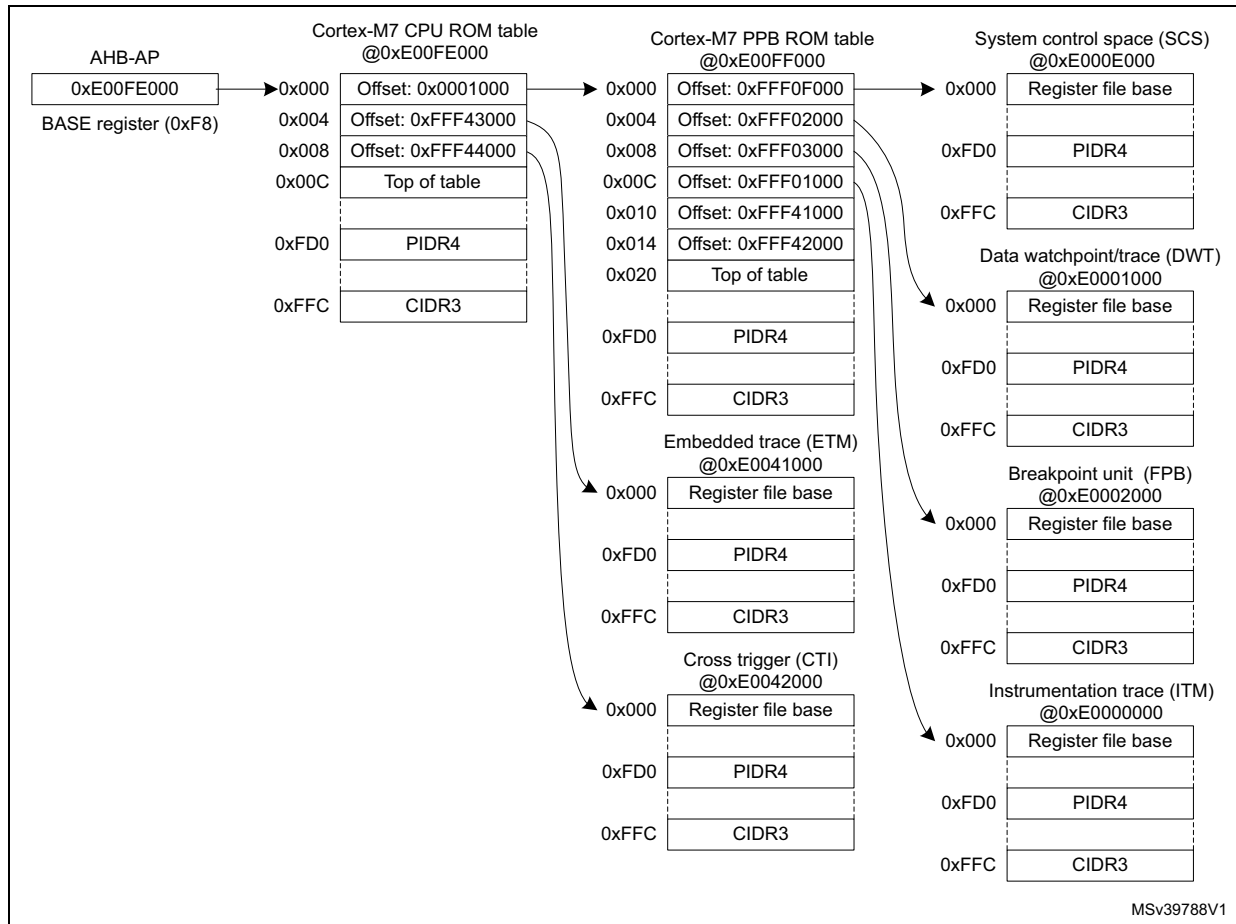 AHB-AP
0xE00FE000
BASE register (0xF8)
Cortex-M7 CPU ROM table
@0xE00FE000
0x000 Offset: 0x0001000
0x004 Offset: 0xFFF43000
0x008 Offset: 0xFFF44000
0x00C Top of table
0xFD0 PIDR4
0xFFC CIDR3
Cortex-M7 PPB ROM table
@0xE00FF000
0x000 Offset: 0xFFF0F000
0x004 Offset: 0xFFF02000
0x008 Offset: 0xFFF03000
0x00C Offset: 0xFFF01000
0x010 Offset: 0xFFF41000
0x014 Offset: 0xFFF42000
0x020 Top of table
0xFD0 PIDR4
0xFFC CIDR3
Embedded trace (ETM)
@0xE0041000
0x000 Register file base
0xFD0 PIDR4
0xFFC CIDR3
Cross trigger (CTI)
@0xE0042000
0x000 Register file base
0xFD0 PIDR4
0xFFC CIDR3
System control space (SCS)
@0xE000E000
0x000 Register file base
0xFD0 PIDR4
0xFFC CIDR3
Data watchpoint/trace (DWT)
@0xE0001000
0x000 Register file base
0xFD0 PIDR4
0xFFC CIDR3
Breakpoint unit (FPB)
@0xE0002000
0x000 Register file base
0xFD0 PIDR4
0xFFC CIDR3
Instrumentation trace (ITM)
@0xE0000000
0x000 Register file base
0xFD0 PIDR4
0xFFC CIDR3
MSv39788V1